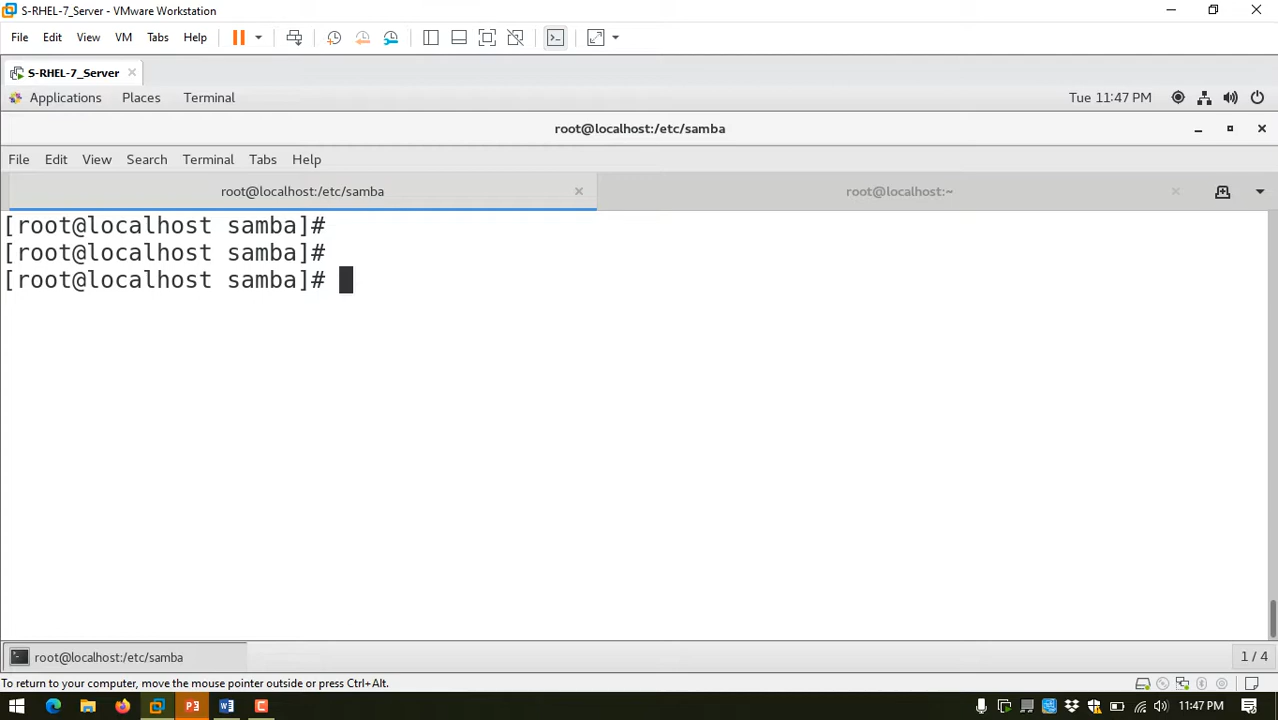 S-RHEL-7_Server - VMware Workstation
File Edit View VM Tabs Help
S-RHEL-7_Server
Applications Places Terminal Tue 11:47 PM
root@localhost:/etc/samba
File Edit View Search Terminal Tabs Help
root@localhost:/etc/samba root@localhost:~
[root@localhost samba]#
[root@localhost samba]#
[root@localhost samba]#
root@localhost:/etc/samba 1 / 4
To return to your computer, move the mouse pointer outside or press Ctrl+Alt.
11:47 PM